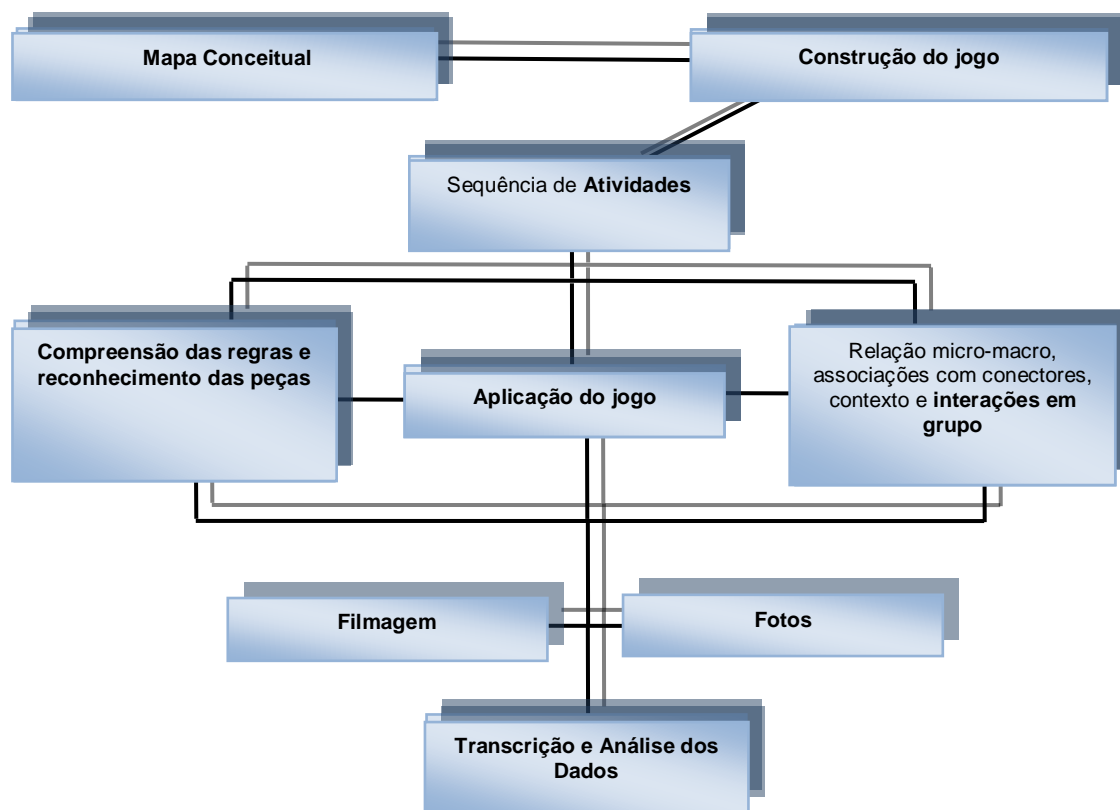 Mapa Conceitual
Construção do jogo
Sequência de Atividades
Compreensão das regras e
reconhecimento das peças
Aplicação do jogo
Relação micro-macro,
associações com conectores,
contexto e interações em
grupo
Filmagem
Fotos
Transcrição e Análise dos
Dados